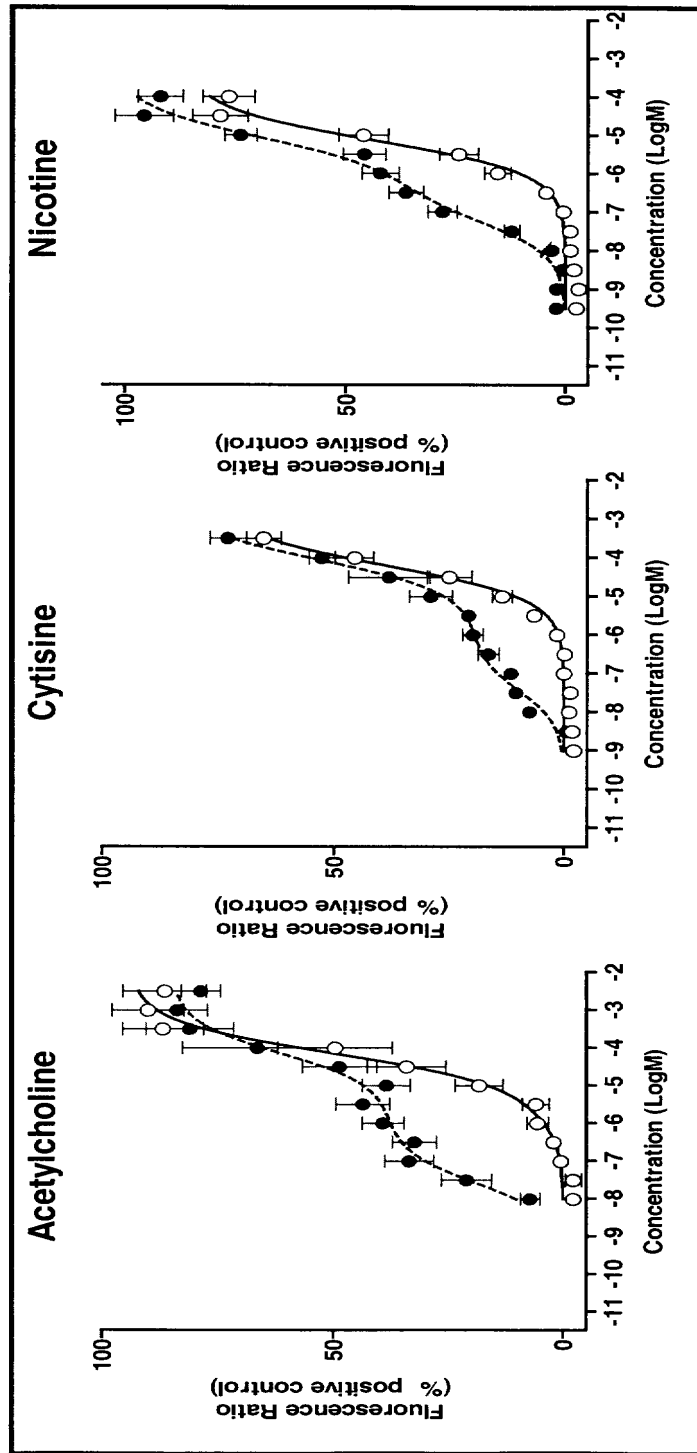 Acetylcholine
Fluorescence Ratio
(% positive control)
100
50
0
-11 -10 -9 -8 -7 -6 -5 -4 -3 -2
Concentration (LogM)
Cytisine
Fluorescence Ratio
(% positive control)
100
50
0
-11 -10 -9 -8 -7 -6 -5 -4 -3 -2
Concentration (LogM)
Nicotine
Fluorescence Ratio
(% positive control)
100
50
0
-11 -10 -9 -8 -7 -6 -5 -4 -3 -2
Concentration (LogM)